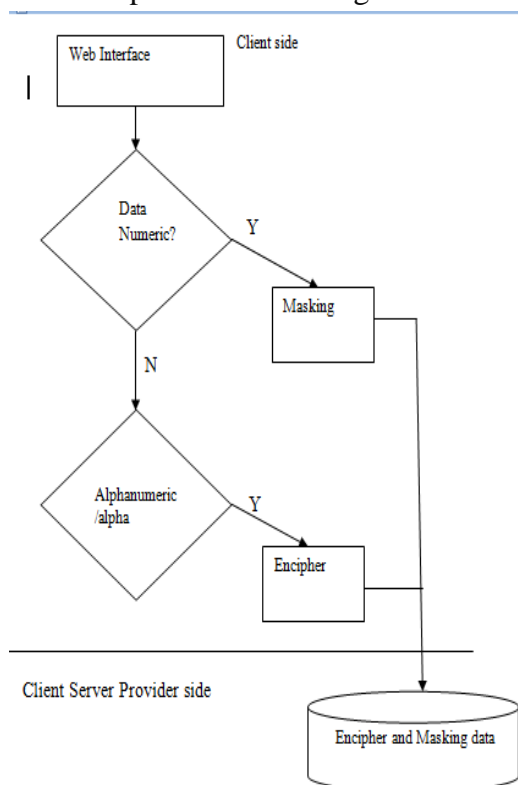 Client side
Web Interface
Data
Numeric?
Y
Masking
N
Alphanumeric
/alpha
Y
Encipher
Client Server Provider side
Encipher and Masking data